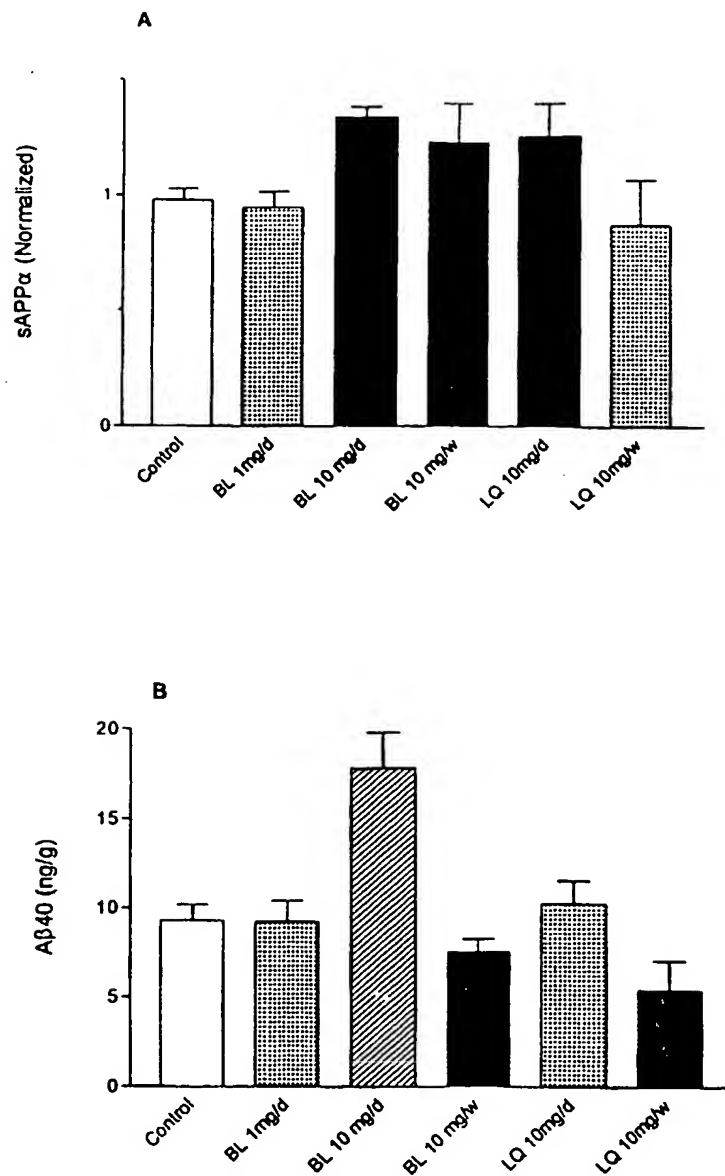 A
sAPPα (Normalized)
1
0
Control
BL 1mg/d
BL 10 mg/d
BL 10 mg/w
LQ 10mg/d
LQ 10mg/w
B
Aβ40 (ng/g)
20
15
10
5
0
Control
BL 1mg/d
BL 10 mg/d
BL 10 mg/w
LQ 10mg/d
LQ 10mg/w